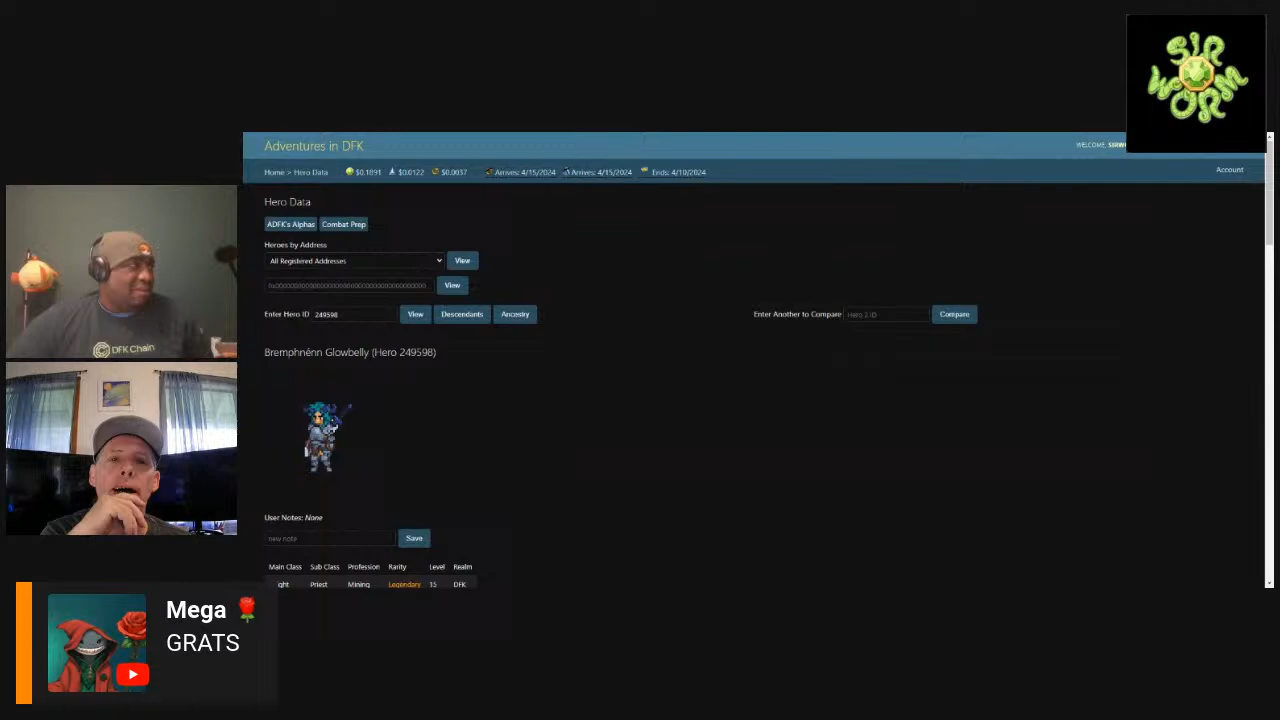 SIR
WORM
Adventures in DFK
WELCOME,
Home > Hero Data $0.1891 $0.0122 $0.0037 Arrives: 4/15/2024 Arrives: 4/15/2024 Ends: 4/10/2024
Account
Hero Data
ADFK's Alphas Combat Prep
Heroes by Address
All Registered Addresses View
View
Enter Hero ID 249598 View Descendants Ancestry Enter Another to Compare Hero 2 ID Compare
Bremphnénn Glowbelly (Hero 249598)
DFK Chain
User Notes: None
new note Save
Main Class Sub Class Profession Rarity Level Realm
ght Priest Mining Legendary 15 DFK
Mega 🌹
GRATS